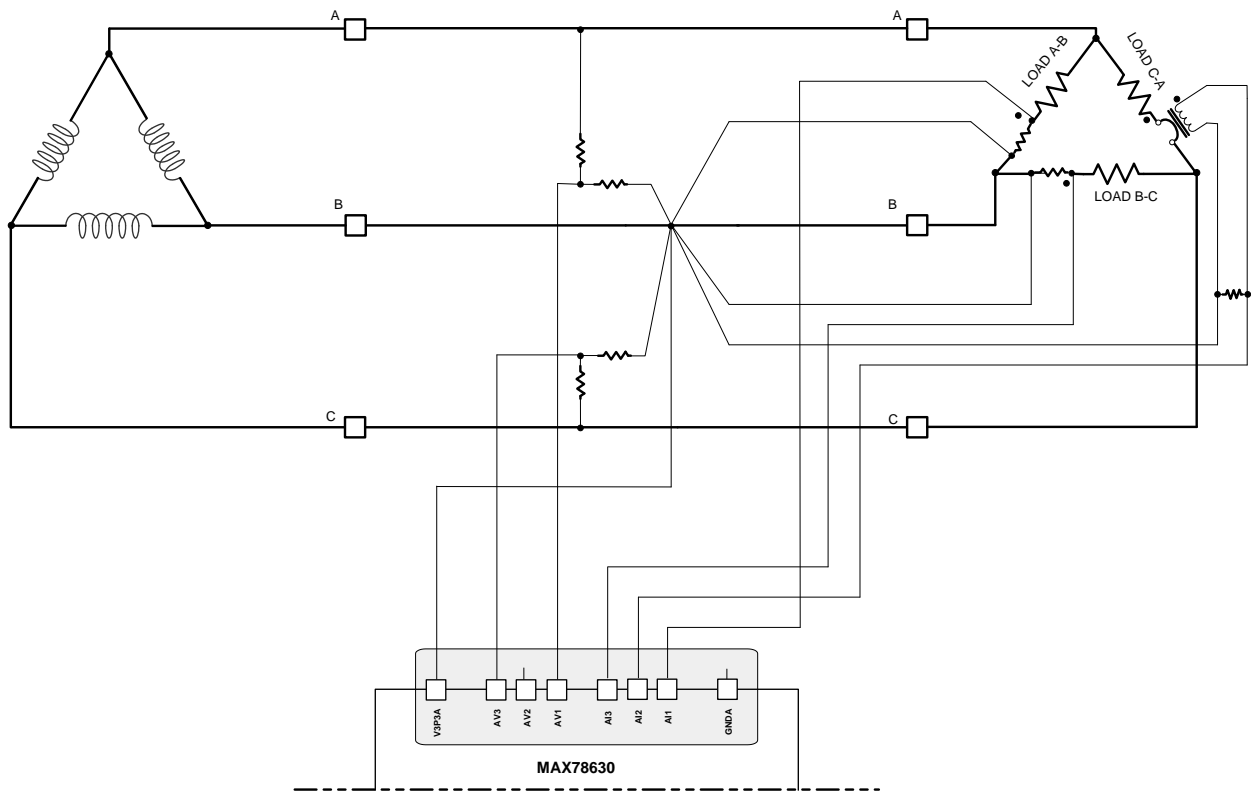 A
A
LOAD A-B
LOAD C-A
B
B
LOAD B-C
C
C
V3P3A
AV3
AV2
AV1
AI3
AI2
AI1
GNDA
MAX78630